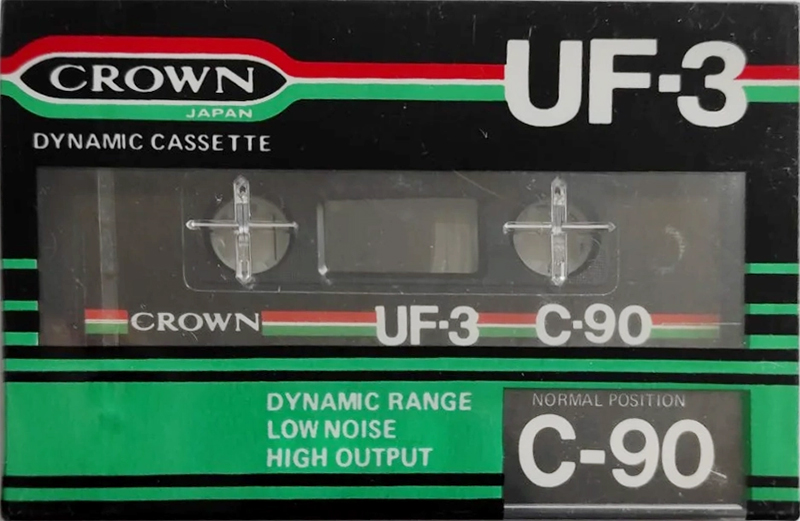 CROWN
JAPAN
UF-3
DYNAMIC CASSETTE
CROWN UF-3 C-90
DYNAMIC RANGE
LOW NOISE
HIGH OUTPUT
NORMAL POSITION
C-90